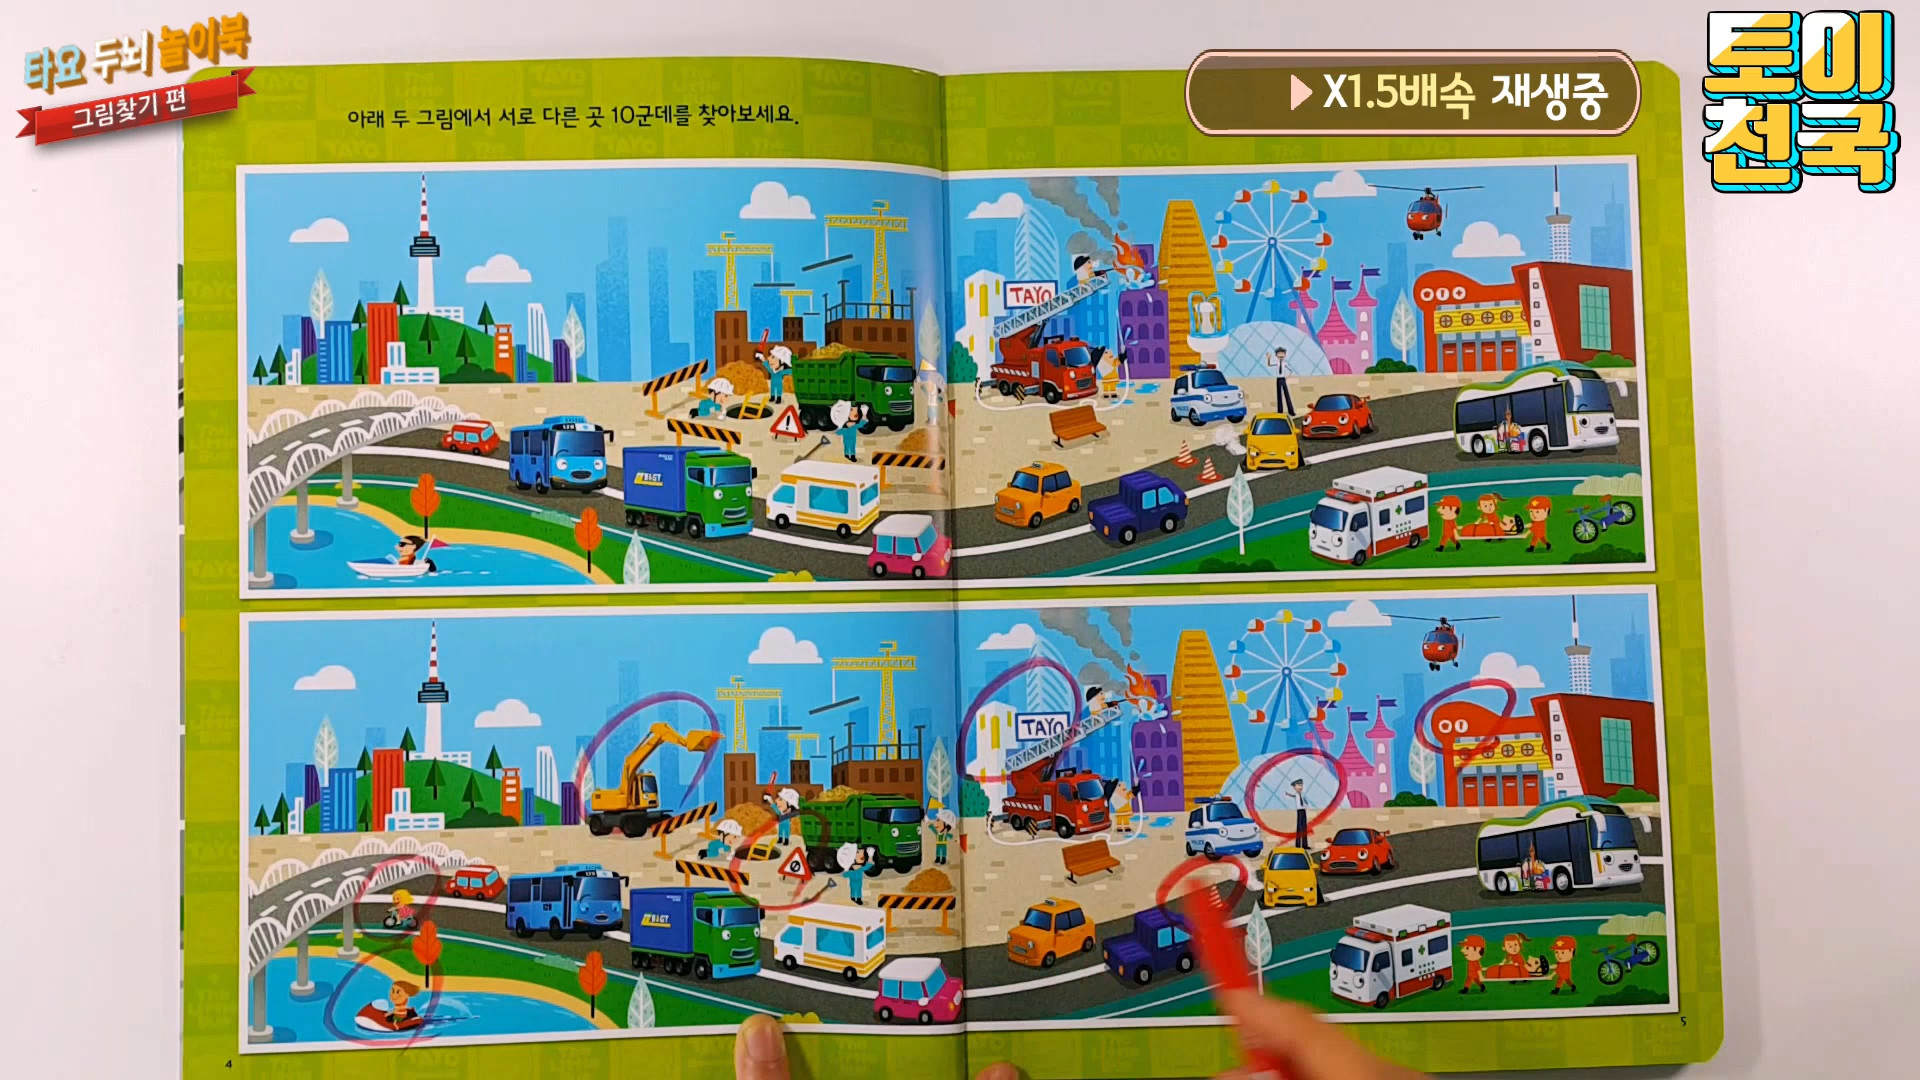 타요 두뇌 놀이북
그림찾기 편
X1.5배속 재생중
토이
천국
아래 두 그림에서 서로 다른 곳 10군데를 찾아보세요.
TAYO
TAYO
4
5